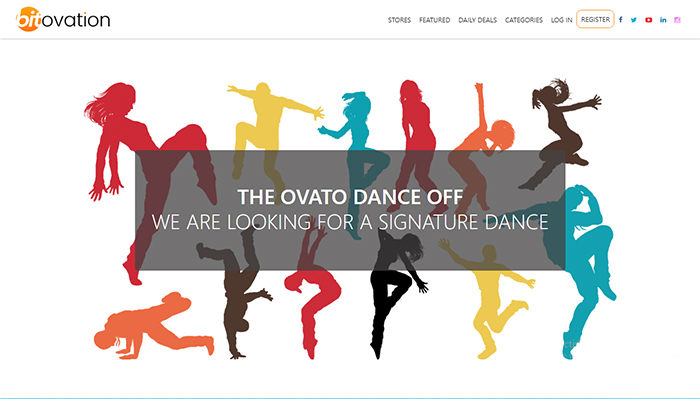 bitovation
STORES FEATURED DAILY DEALS CATEGORIES LOG IN REGISTER
THE OVATO DANCE OFF
WE ARE LOOKING FOR A SIGNATURE DANCE